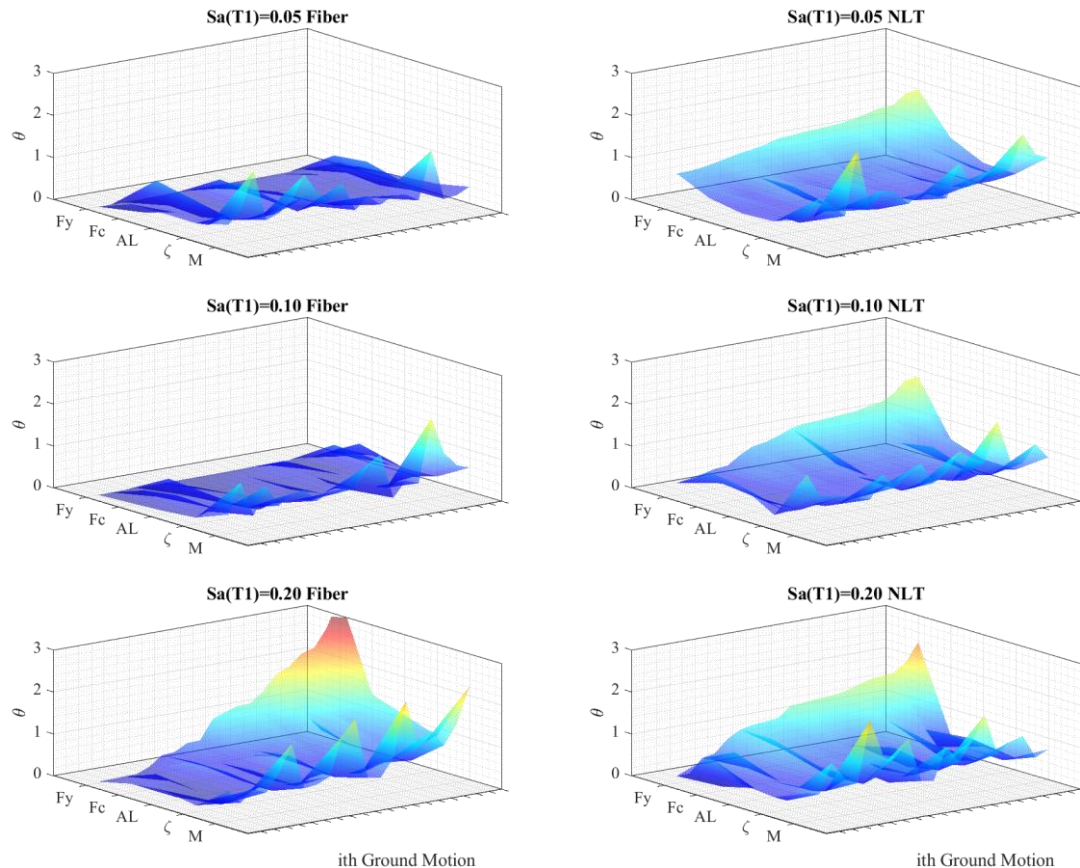 Sa(T1)=0.05 Fiber
3
2
1
0
θ
Fy
Fc
AL
ζ
M
Sa(T1)=0.05 NLT
3
2
1
0
θ
Fy
Fc
AL
ζ
M
Sa(T1)=0.10 Fiber
3
2
1
0
θ
Fy
Fc
AL
ζ
M
Sa(T1)=0.10 NLT
3
2
1
0
θ
Fy
Fc
AL
ζ
M
Sa(T1)=0.20 Fiber
3
2
1
0
θ
Fy
Fc
AL
ζ
M
ith Ground Motion
Sa(T1)=0.20 NLT
3
2
1
0
θ
Fy
Fc
AL
ζ
M
ith Ground Motion